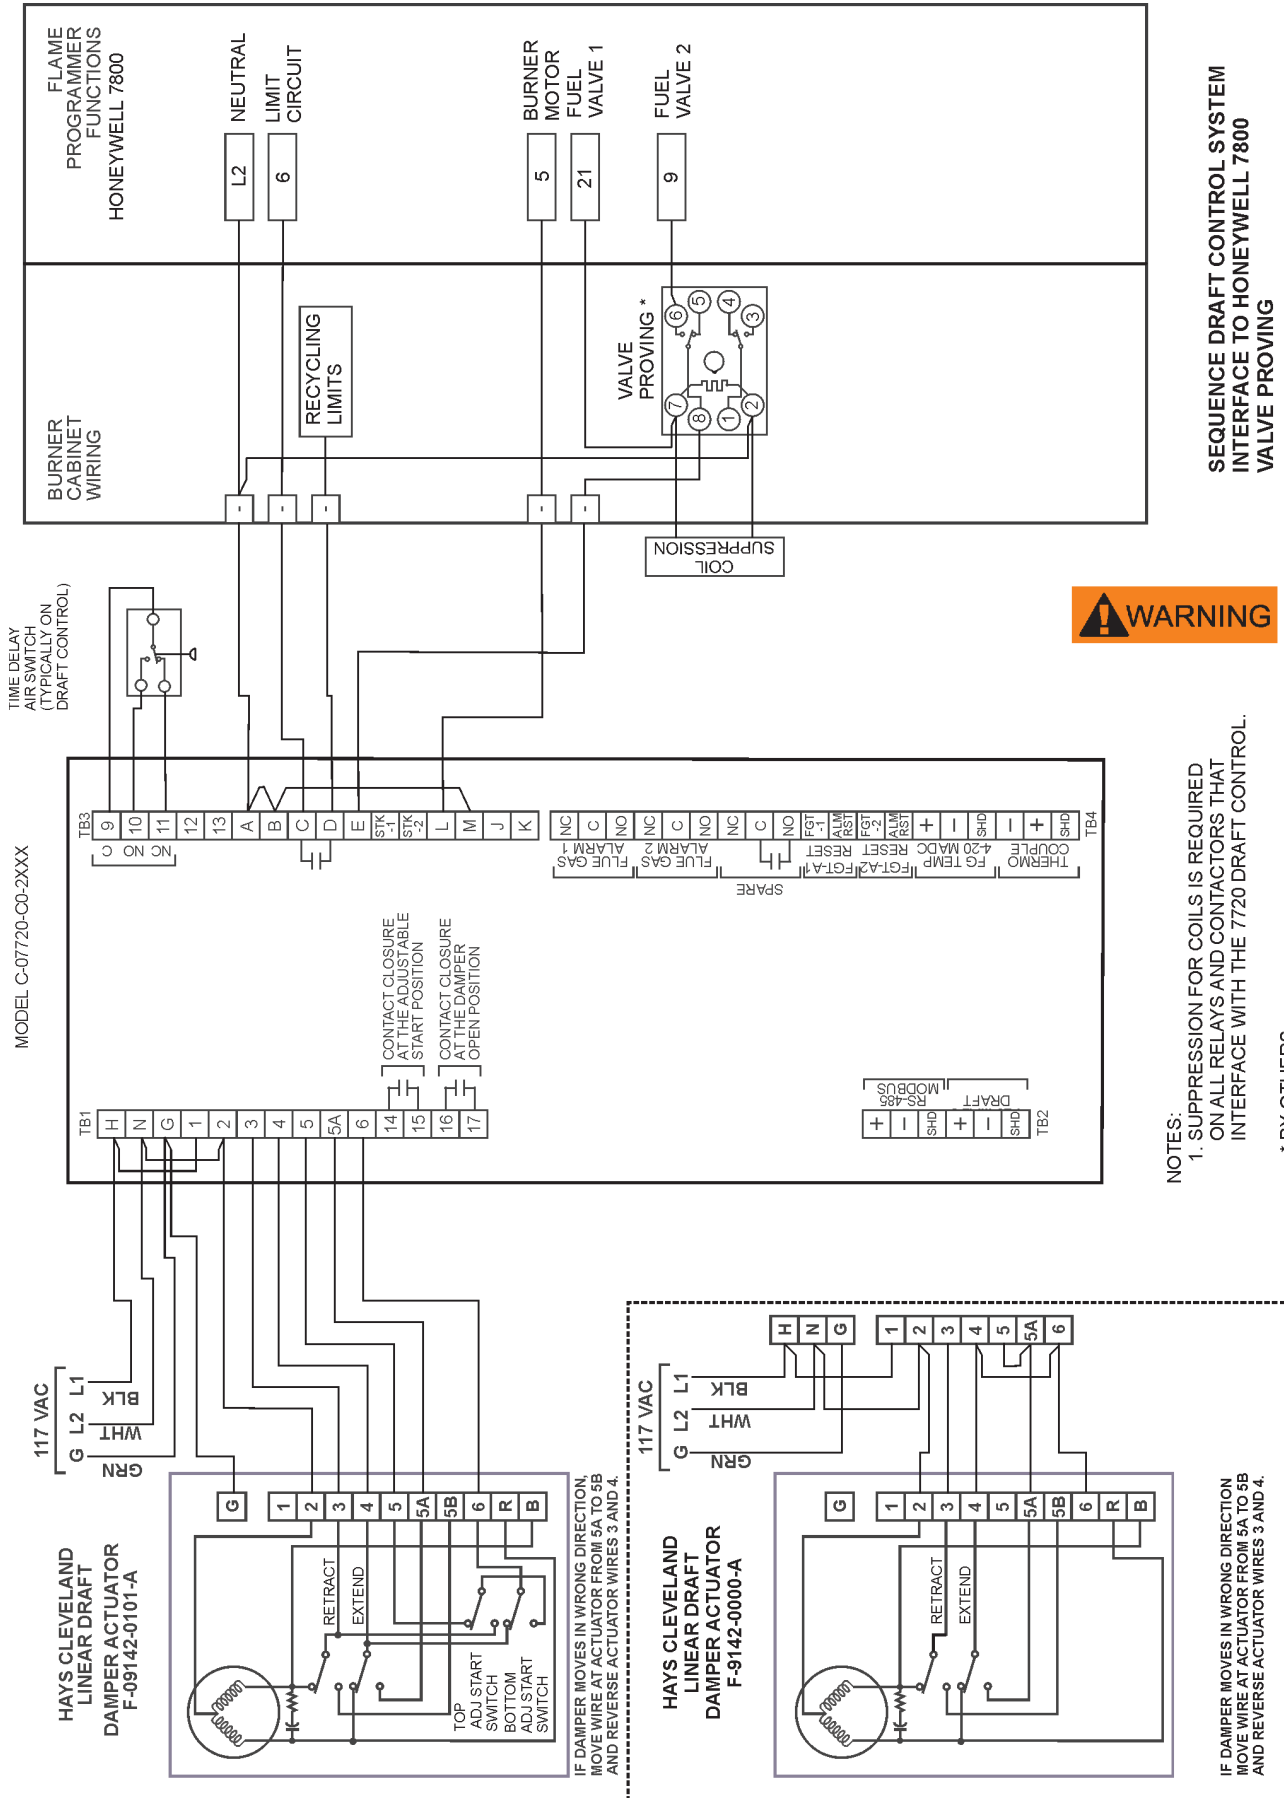 FLAME
PROGRAMMER
FUNCTIONS
HONEYWELL 7800
L2
NEUTRAL
6
LIMIT
CIRCUIT
5
BURNER
MOTOR
21
FUEL
VALVE 1
9
FUEL
VALVE 2
BURNER
CABINET
WIRING
RECYCLING
LIMITS
VALVE
PROVING *
6
5
4
3
7
8
1
2
-
-
-
-
-
COIL
SUPPRESSION
SEQUENCE DRAFT CONTROL SYSTEM
INTERFACE TO HONEYWELL 7800
VALVE PROVING
WARNING
TIME DELAY
AIR SWITCH
(TYPICALLY ON
DRAFT CONTROL)
MODEL C-07720-C0-2XXX
TB3
9
10
11
12
13
A
B
C
D
E
STK
-1
STK
-2
L
M
J
K
C
NO
NC
NC
C
NO
NC
C
NO
NC
C
NO
FGT
-1
ALM
RST
FGT
-2
ALM
RST
+
−
SHD
−
+
SHD
TB4
FLUE GAS
ALARM 1
FLUE GAS
ALARM 2
SPARE
FGT-A1
RESET
FGT-A2
RESET
FG TEMP
4-20 MADC
THERMO
COUPLE
CONTACT CLOSURE
AT THE ADJUSTABLE
START POSITION
CONTACT CLOSURE
AT THE DAMPER
OPEN POSITION
TB1
H
N
G
1
2
3
4
5
5A
6
14
15
16
17
RS-485
MODBUS
DRAFT
+
−
SHD
+
−
SHD
TB2
NOTES:
1. SUPPRESSION FOR COILS IS REQUIRED
ON ALL RELAYS AND CONTACTORS THAT
INTERFACE WITH THE 7720 DRAFT CONTROL.
117 VAC
G
L2
L1
GRN
WHT
BLK
HAYS CLEVELAND
LINEAR DRAFT
DAMPER ACTUATOR
F-09142-0101-A
G
1
2
3
4
5
5A
5B
6
R
B
RETRACT
EXTEND
TOP
ADJ START
SWITCH
BOTTOM
ADJ START
SWITCH
IF DAMPER MOVES IN WRONG DIRECTION,
MOVE WIRE AT ACTUATOR FROM 5A TO 5B
AND REVERSE ACTUATOR WIRES 3 AND 4.
117 VAC
G
L2
L1
GRN
WHT
BLK
H
N
G
1
2
3
4
5
5A
6
HAYS CLEVELAND
LINEAR DRAFT
DAMPER ACTUATOR
F-9142-0000-A
G
1
2
3
4
5
5A
5B
6
R
B
RETRACT
EXTEND
IF DAMPER MOVES IN WRONG DIRECTION
MOVE WIRE AT ACTUATOR FROM 5A TO 5B
AND REVERSE ACTUATOR WIRES 3 AND 4.